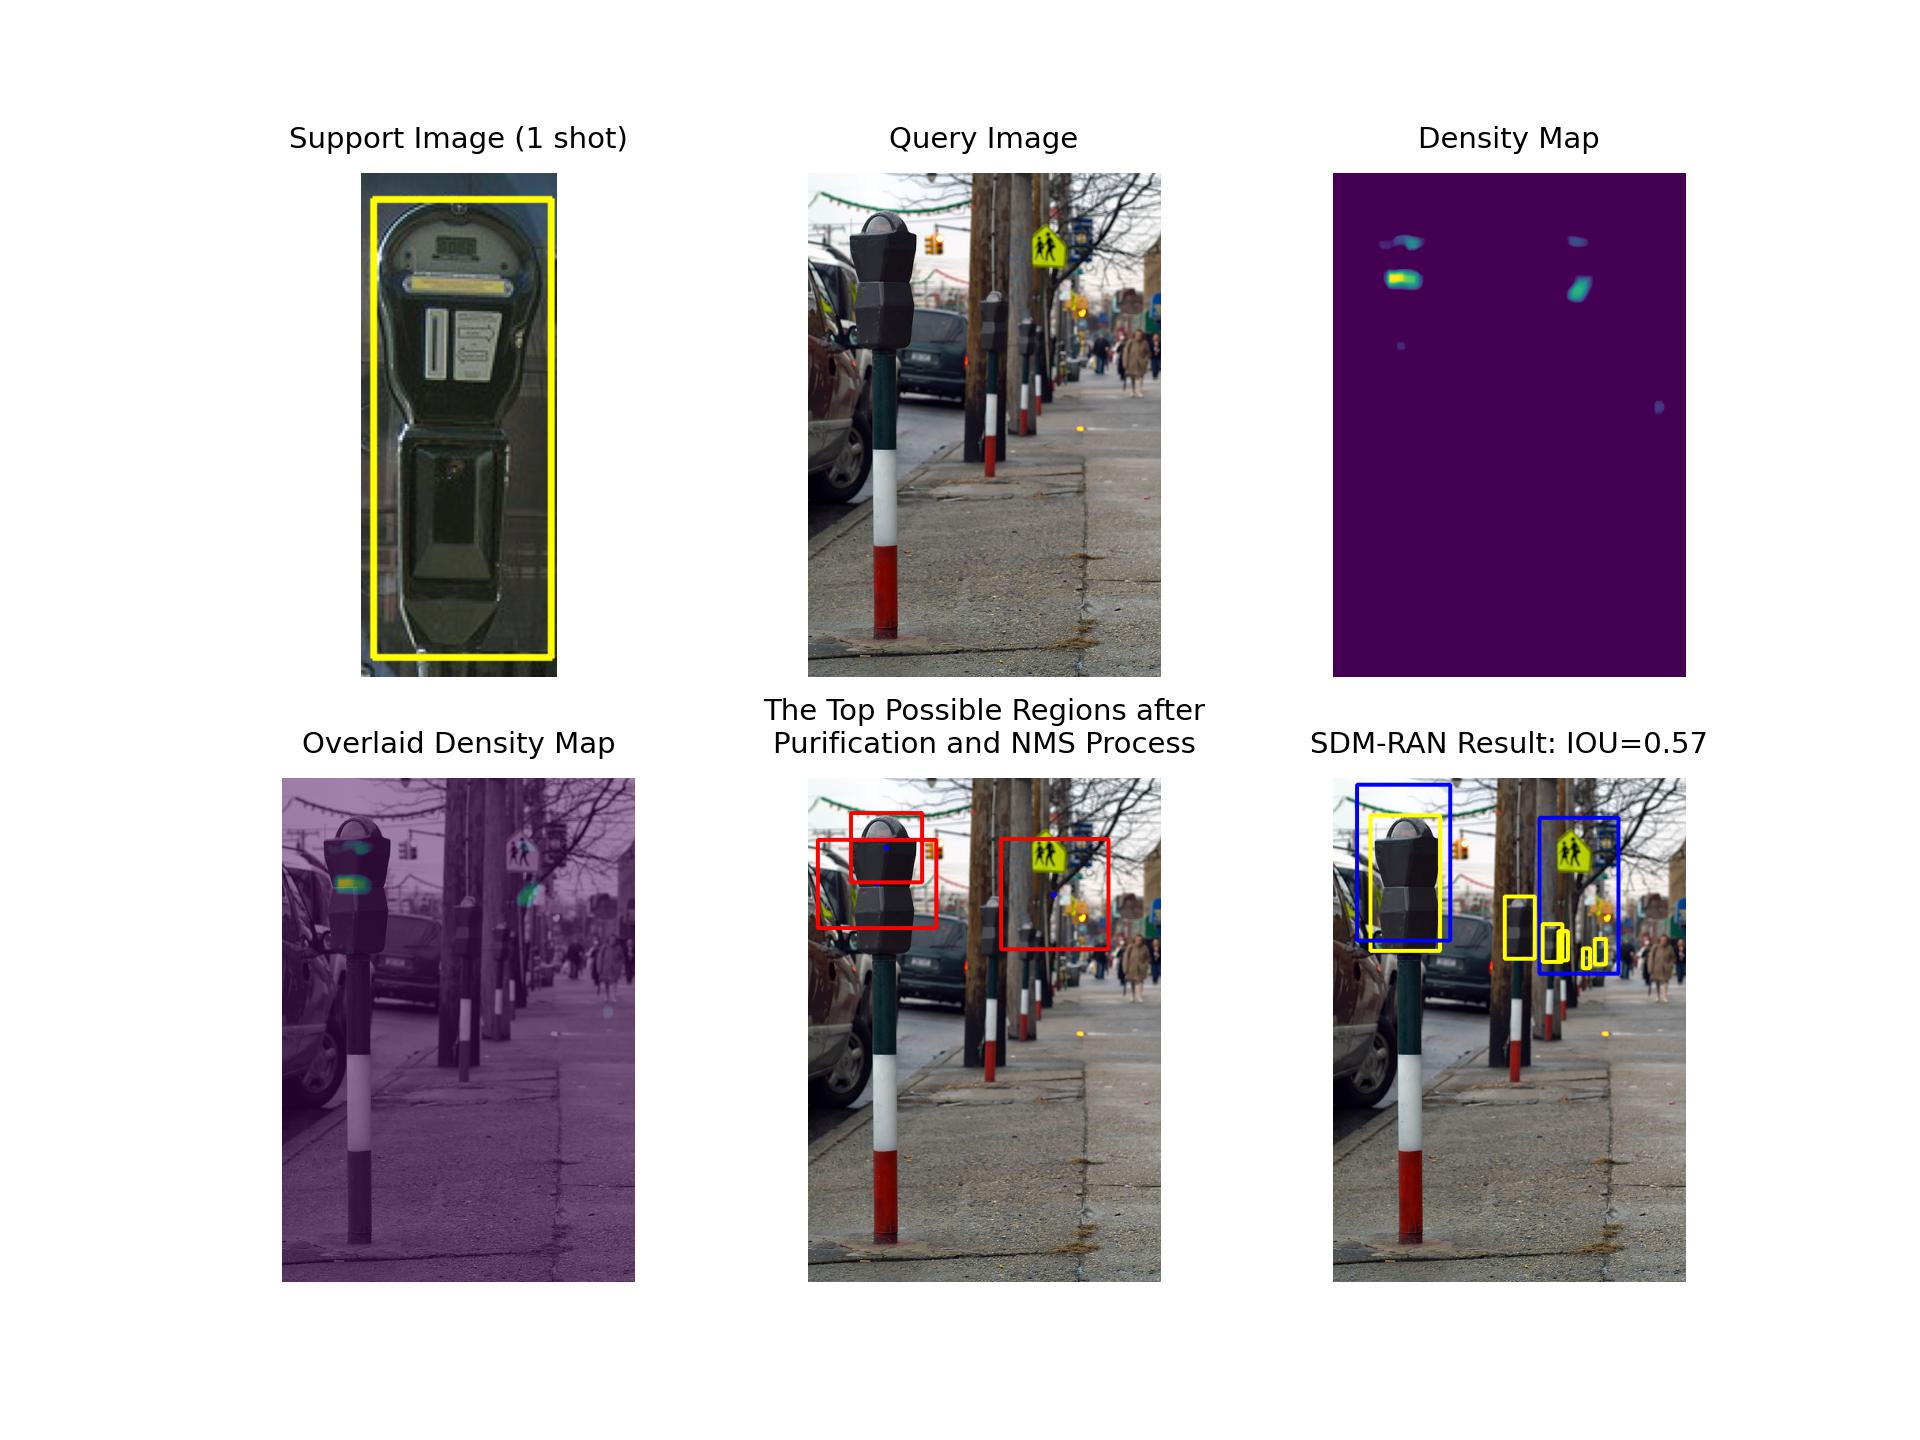 Support Image (1 shot)
Query Image
Density Map
Overlaid Density Map
The Top Possible Regions after
Purification and NMS Process
SDM-RAN Result: IOU=0.57